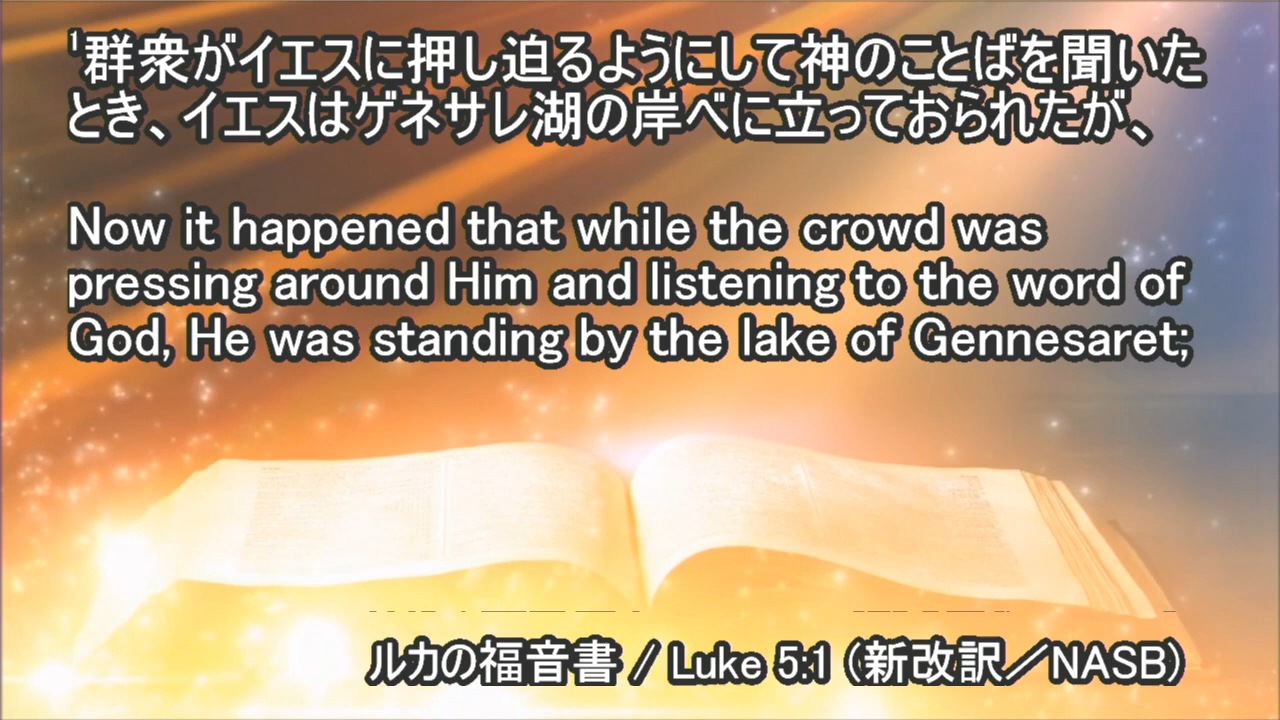 ¹群衆がイエスに押し迫るようにして神のことばを聞いた
とき、イエスはゲネサレ湖の岸べに立っておられたが、
Now it happened that while the crowd was
pressing around Him and listening to the word of
God, He was standing by the lake of Gennesaret;
ルカの福音書 / Luke 5:1 (新改訳／NASB)